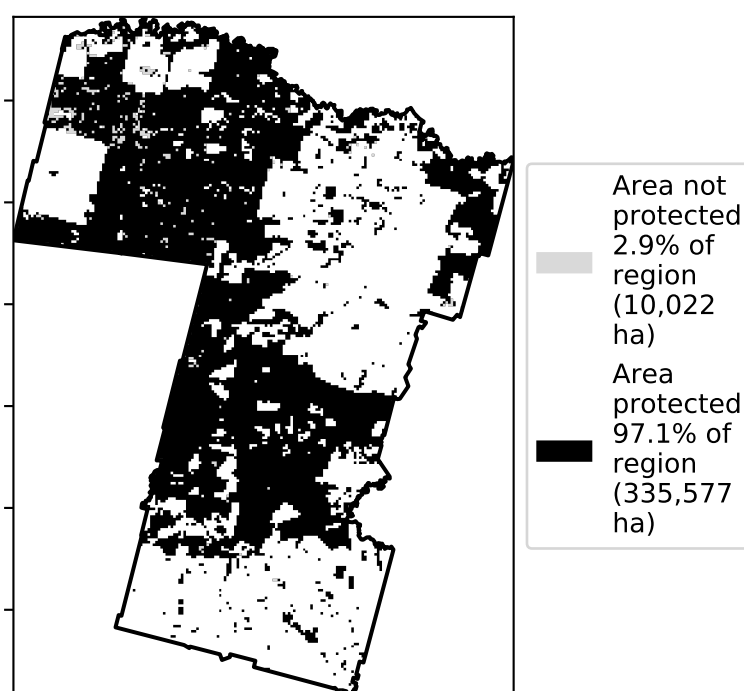 Area not
protected
2.9% of
region
(10,022
ha)
Area
protected
97.1% of
region
(335,577
ha)